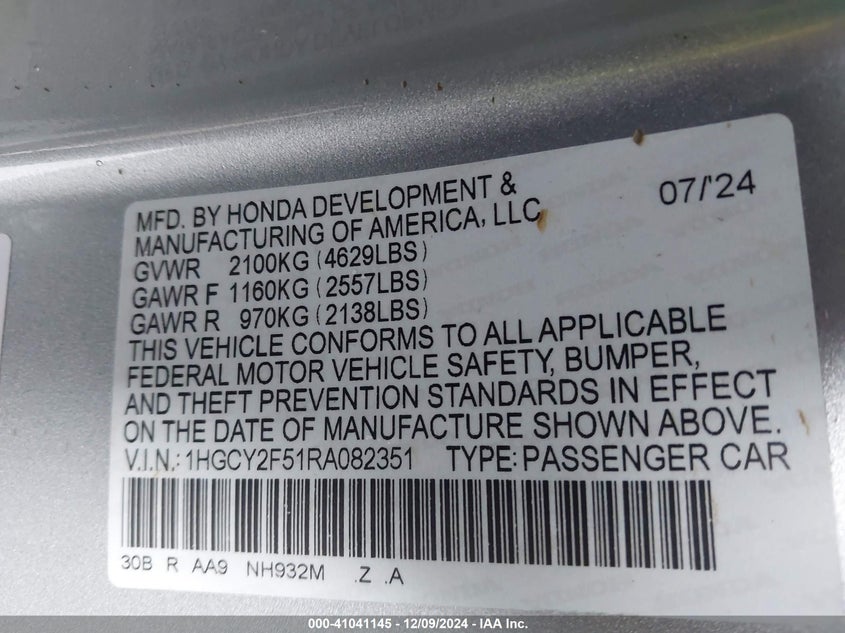 07/'24
MFD. BY HONDA DEVELOPMENT &
MANUFACTURING OF AMERICA, LLC
GVWR 2100KG (4629LBS)
GAWR F 1160KG (2557LBS)
GAWR R 970KG (2138LBS)
THIS VEHICLE CONFORMS TO ALL APPLICABLE
FEDERAL MOTOR VEHICLE SAFETY, BUMPER,
AND THEFT PREVENTION STANDARDS IN EFFECT
ON THE DATE OF MANUFACTURE SHOWN ABOVE.
V.I.N.: 1HGCY2F51RA082351 TYPE: PASSENGER CAR
30B R AA9 NH932M .Z .A
000-41041145 - 12/09/2024 - IAA Inc.